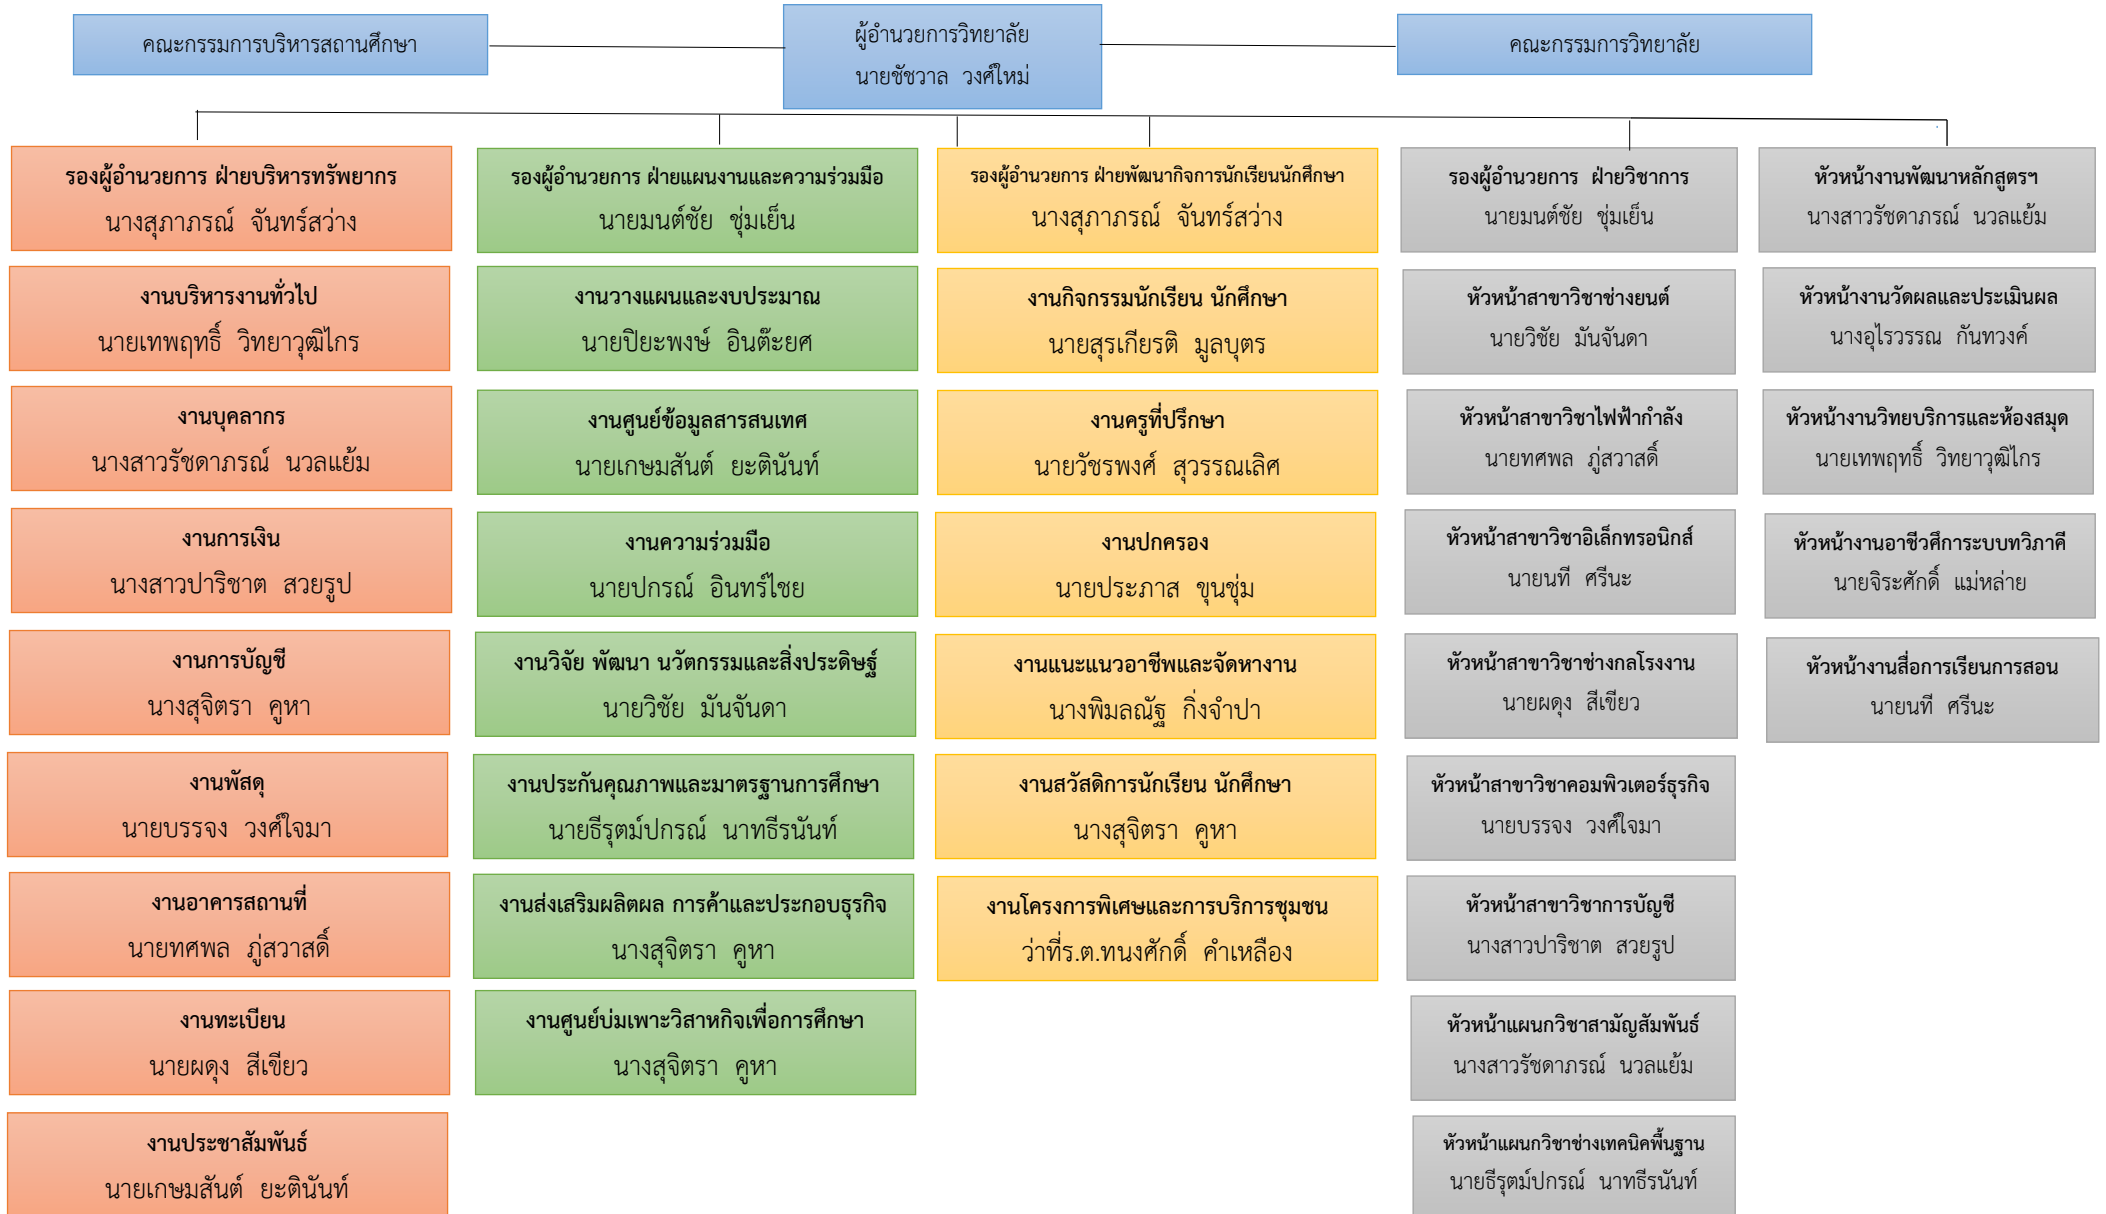 คณะกรรมการบริหารสถานศึกษา
ผู้อำนวยการวิทยาลัย
นายชัชวาล วงศ์ใหม่
คณะกรรมการวิทยาลัย
รองผู้อำนวยการ ฝ่ายบริหารทรัพยากร
นางสุภาภรณ์ จันทร์สว่าง
งานบริหารงานทั่วไป
นายเทพฤทธิ์ วิทยาวุฒิไกร
งานบุคลากร
นางสาวรัชดาภรณ์ นวลแย้ม
งานการเงิน
นางสาวปาริชาต สวยรูป
งานการบัญชี
นางสุจิตรา คูหา
งานพัสดุ
นายบรรจง วงศ์ใจมา
งานอาคารสถานที่
นายทศพล ภู่สวาสดิ์
งานทะเบียน
นายผดุง สีเขียว
งานประชาสัมพันธ์
นายเกษมสันต์ ยะตินันท์
รองผู้อำนวยการ ฝ่ายแผนงานและความร่วมมือ
นายมนต์ชัย ชุ่มเย็น
งานวางแผนและงบประมาณ
นายปิยะพงษ์ อินต๊ะยศ
งานศูนย์ข้อมูลสารสนเทศ
นายเกษมสันต์ ยะตินันท์
งานความร่วมมือ
นายปกรณ์ อินทร์ไชย
งานวิจัย พัฒนา นวัตกรรมและสิ่งประดิษฐ์
นายวิชัย มันจันดา
งานประกันคุณภาพและมาตรฐานการศึกษา
นายธีรุตม์ปกรณ์ นาทธีรนันท์
งานส่งเสริมผลิตผล การค้าและประกอบธุรกิจ
นางสุจิตรา คูหา
งานศูนย์บ่มเพาะวิสาหกิจเพื่อการศึกษา
นางสุจิตรา คูหา
รองผู้อำนวยการ ฝ่ายพัฒนากิจการนักเรียนนักศึกษา
นางสุภาภรณ์ จันทร์สว่าง
งานกิจกรรมนักเรียน นักศึกษา
นายสุรเกียรติ มูลบุตร
งานครูที่ปรึกษา
นายวัชรพงศ์ สุวรรณเลิศ
งานปกครอง
นายประภาส ขุนชุ่ม
งานแนะแนวอาชีพและจัดหางาน
นางพิมลณัฐ กิ่งจำปา
งานสวัสดิการนักเรียน นักศึกษา
นางสุจิตรา คูหา
งานโครงการพิเศษและการบริการชุมชน
ว่าที่ร.ต.ทนงศักดิ์ คำเหลือง
รองผู้อำนวยการ ฝ่ายวิชาการ
นายมนต์ชัย ชุ่มเย็น
หัวหน้าสาขาวิชาช่างยนต์
นายวิชัย มันจันดา
หัวหน้าสาขาวิชาไฟฟ้ากำลัง
นายทศพล ภู่สวาสดิ์
หัวหน้าสาขาวิชาอิเล็กทรอนิกส์
นายนที ศรีนะ
หัวหน้าสาขาวิชาช่างกลโรงงาน
นายผดุง สีเขียว
หัวหน้าสาขาวิชาคอมพิวเตอร์ธุรกิจ
นายบรรจง วงศ์ใจมา
หัวหน้าสาขาวิชาการบัญชี
นางสาวปาริชาต สวยรูป
หัวหน้าแผนกวิชาสามัญสัมพันธ์
นางสาวรัชดาภรณ์ นวลแย้ม
หัวหน้าแผนกวิชาช่างเทคนิคพื้นฐาน
นายธีรุตม์ปกรณ์ นาทธีรนันท์
หัวหน้างานพัฒนาหลักสูตรฯ
นางสาวรัชดาภรณ์ นวลแย้ม
หัวหน้างานวัดผลและประเมินผล
นางอุไรวรรณ กันทวงค์
หัวหน้างานวิทยบริการและห้องสมุด
นายเทพฤทธิ์ วิทยาวุฒิไกร
หัวหน้างานอาชีวศึการะบบทวิภาคี
นายจิระศักดิ์ แม่หล่าย
หัวหน้างานสื่อการเรียนการสอน
นายนที ศรีนะ